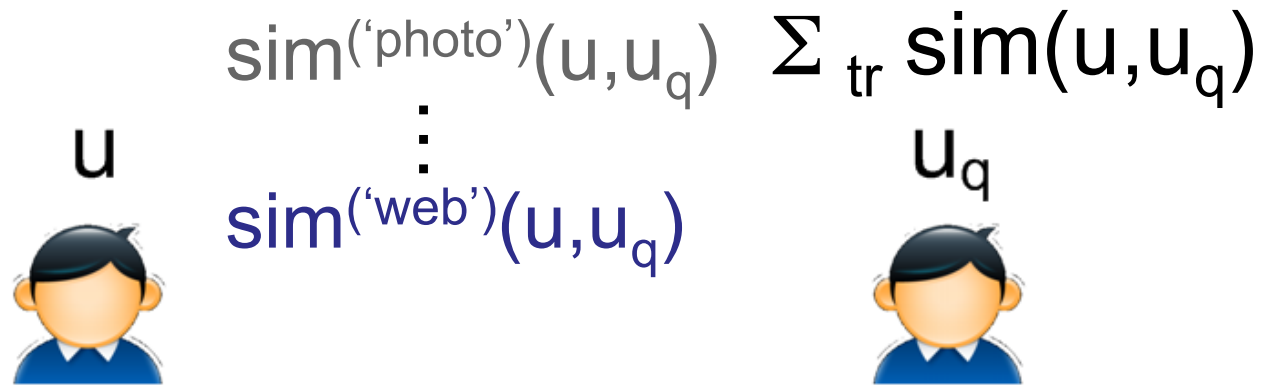 sim(‘photo’)(u,uq) Σ tr sim(u,uq)
⋮
u uq
sim(‘web’)(u,uq)